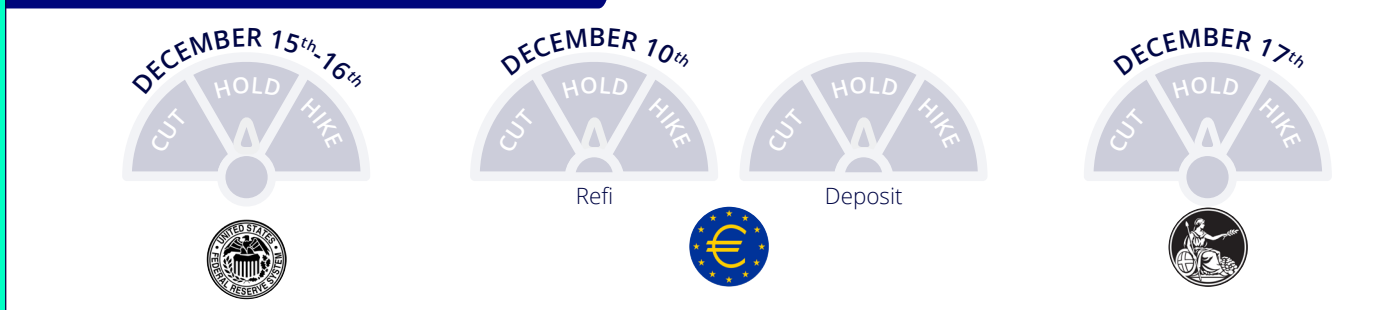 DECEMBER 15th-16th
CUT HOLD HIKE
DECEMBER 10th
CUT HOLD HIKE
Refi
CUT HOLD HIKE
Deposit
DECEMBER 17th
CUT HOLD HIKE
UNITED STATES
FEDERAL RESERVE SYSTEM
€